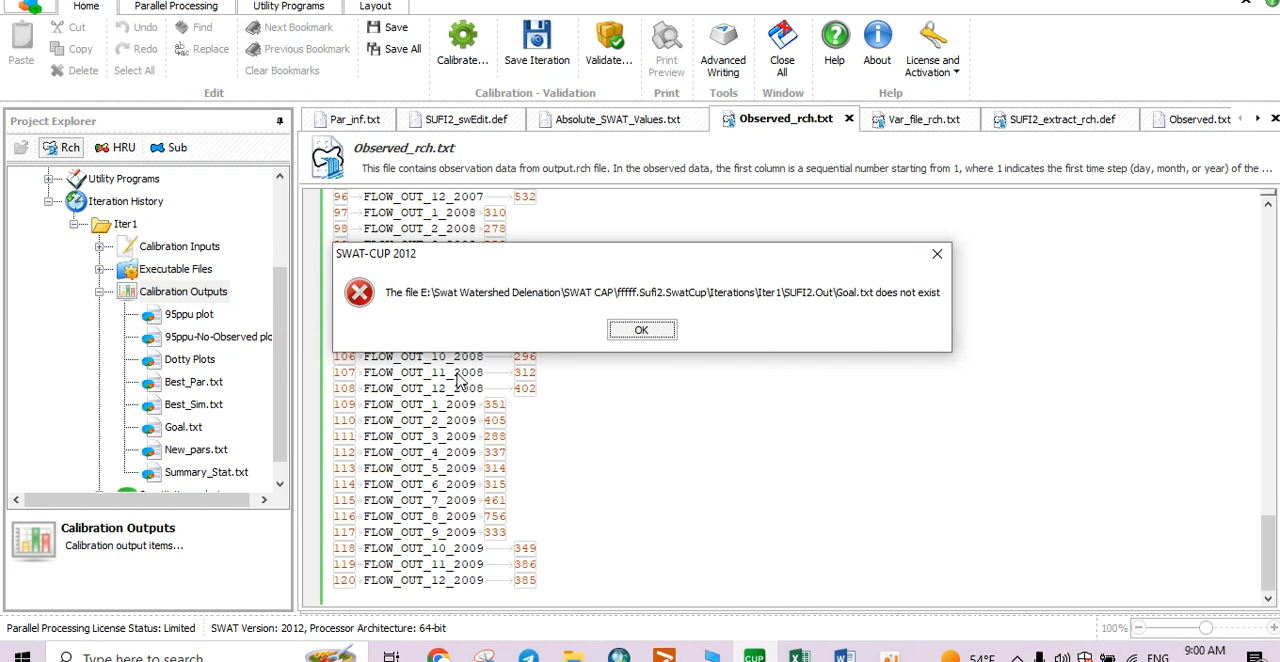 Home Parallel Processing Utility Programs Layout
Paste
Cut
Copy
Delete
Undo
Redo
Select All
Find
Replace
Next Bookmark
Previous Bookmark
Clear Bookmarks
Save
Save All
Calibrate...
Save Iteration
Validate...
Print Preview
Advanced Writing
Close All
Help
About
License and Activation
Edit
Calibration - Validation
Print
Tools
Window
Help
Project Explorer
Rch HRU Sub
Utility Programs
Iteration History
Iter1
Calibration Inputs
Executable Files
Calibration Outputs
95ppu plot
95ppu-No-Observed plo
Dotty Plots
Best_Par.txt
Best_Sim.txt
Goal.txt
New_pars.txt
Summary_Stat.txt
Calibration Outputs
Calibration output items...
Par_inf.txt SUFI2_swEdit.def Absolute_SWAT_Values.txt Observed_rch.txt Var_file_rch.txt SUFI2_extract_rch.def Observed.txt
Observed_rch.txt
This file contains observation data from output.rch file. In the observed data, the first column is a sequential number starting from 1, where 1 indicates the first time step (day, month, or year) of the ...
96 FLOW_OUT_12_2007 532
97 FLOW_OUT_1_2008 310
98 FLOW_OUT_2_2008 278
SWAT-CUP 2012
The file E:\Swat Watershed Delenation\SWAT CAP\fffff.Sufi2.SwatCup\Iterations\Iter1\SUFI2.Out\Goal.txt does not exist
OK
106 FLOW_OUT_10_2008 296
107 FLOW_OUT_11_2008 312
108 FLOW_OUT_12_2008 402
109 FLOW_OUT_1_2009 351
110 FLOW_OUT_2_2009 405
111 FLOW_OUT_3_2009 288
112 FLOW_OUT_4_2009 337
113 FLOW_OUT_5_2009 314
114 FLOW_OUT_6_2009 315
115 FLOW_OUT_7_2009 461
116 FLOW_OUT_8_2009 756
117 FLOW_OUT_9_2009 333
118 FLOW_OUT_10_2009 349
119 FLOW_OUT_11_2009 386
120 FLOW_OUT_12_2009 385
Parallel Processing License Status: Limited SWAT Version: 2012, Processor Architecture: 64-bit 100%
Type here to search CUP 54°F ENG 9:00 AM